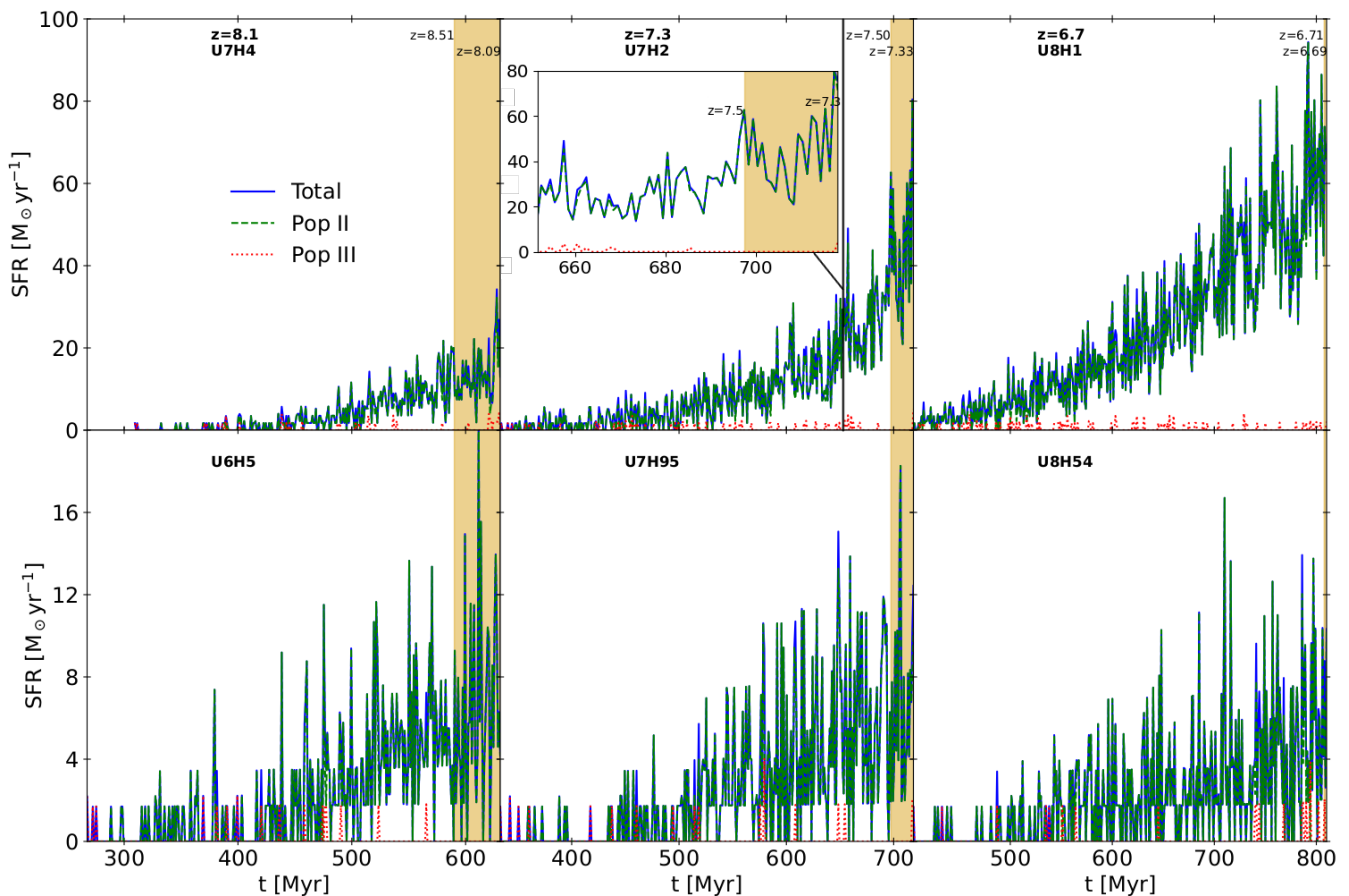 100
80
60
40
20
0
SFR [M⊙yr⁻¹]
z=8.1
U7H4
z=8.51
z=8.09
Total
Pop II
Pop III
z=7.3
U7H2
z=7.50
z=7.33
80
60
40
20
0
z=7.5
z=7.3
660 680 700
z=6.7
U8H1
z=6.71
z=6.69
16
12
8
4
0
SFR [M⊙yr⁻¹]
U6H5
U7H95
U8H54
300 400 500 600
400 500 600 700
500 600 700 800
t [Myr]
t [Myr]
t [Myr]